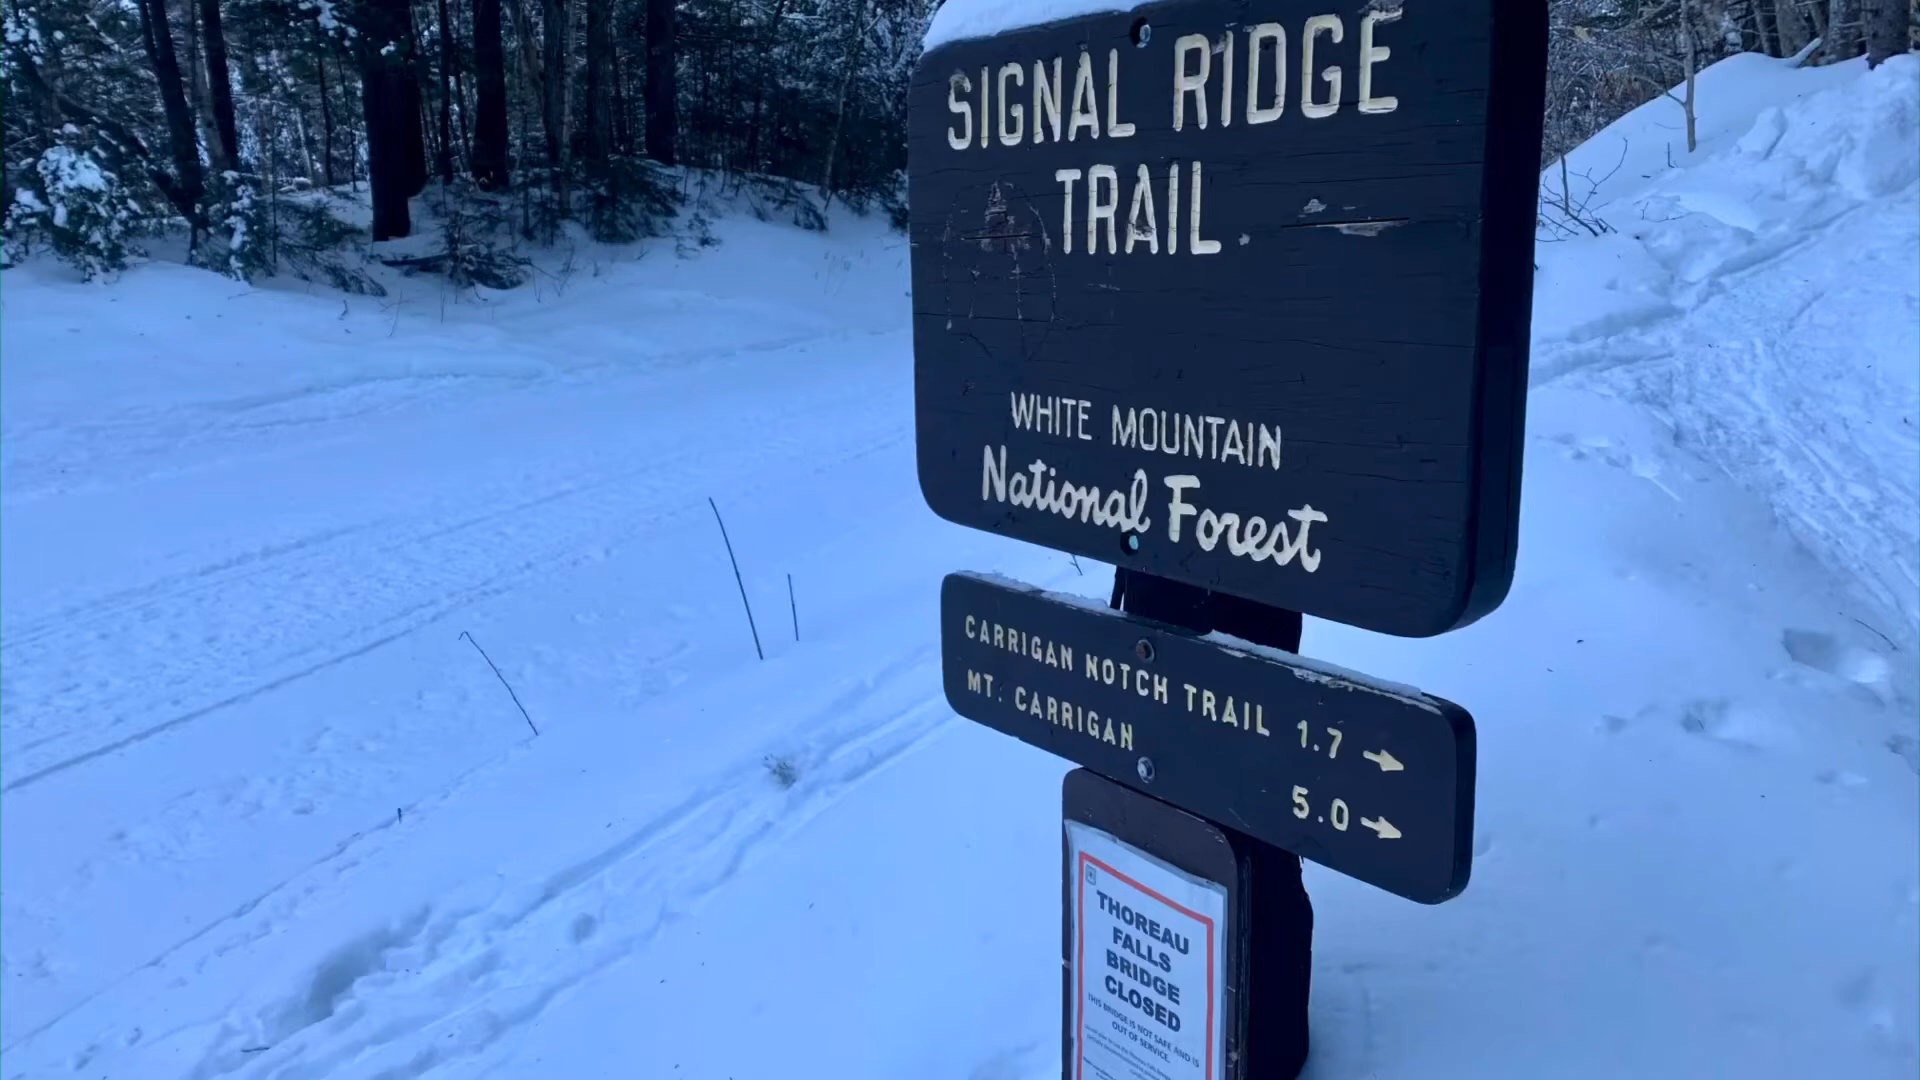 SIGNAL RIDGE
TRAIL
WHITE MOUNTAIN
National Forest
CARRIGAN NOTCH TRAIL 1.7
MT. CARRIGAN 5.0
THOREAU
FALLS
BRIDGE
CLOSED
THIS BRIDGE IS NOT SAFE AND IS
OUT OF SERVICE.